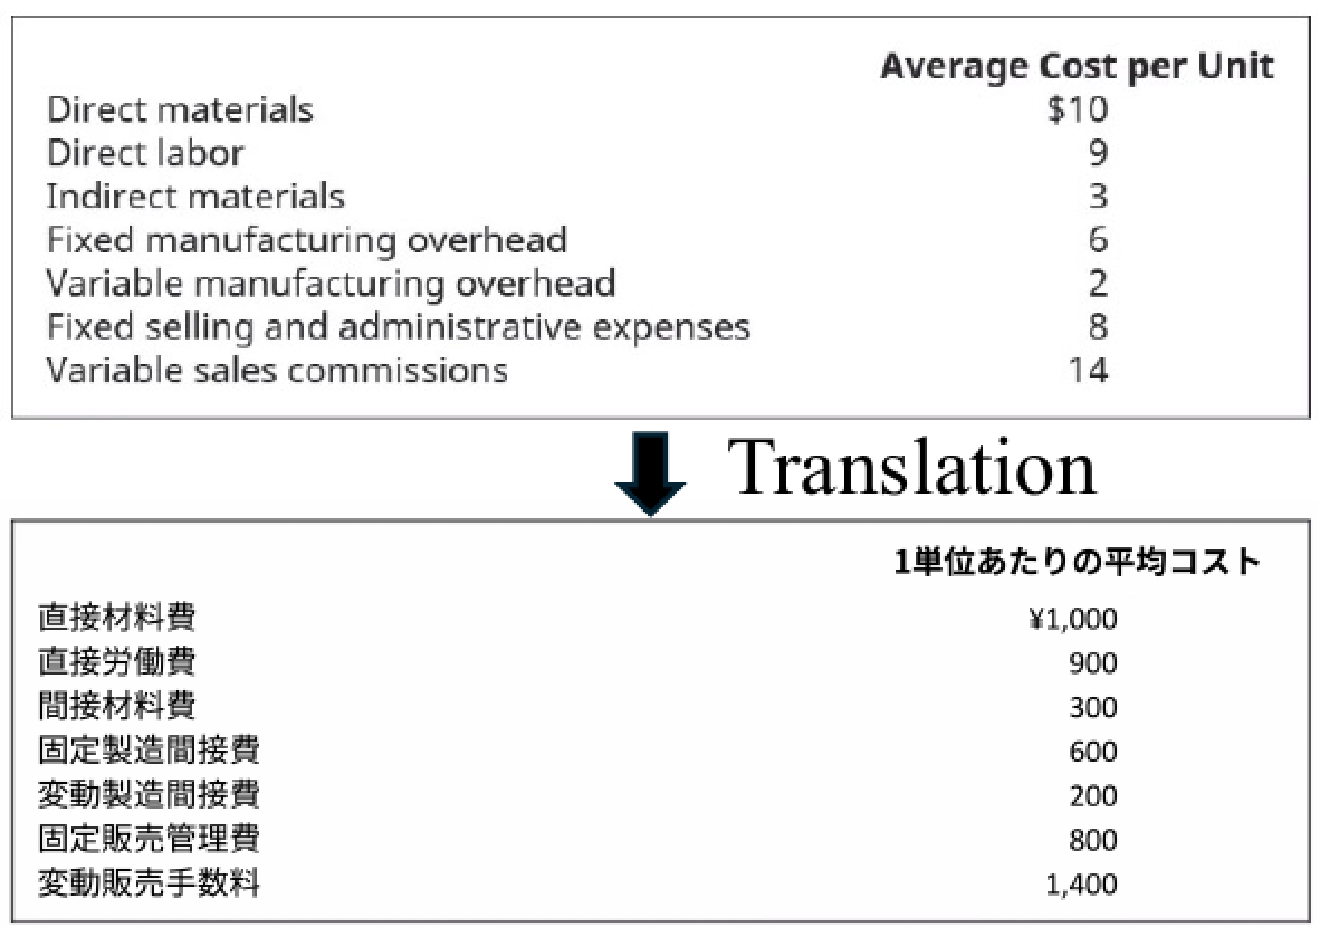 Average Cost per Unit
Direct materials $10
Direct labor 9
Indirect materials 3
Fixed manufacturing overhead 6
Variable manufacturing overhead 2
Fixed selling and administrative expenses 8
Variable sales commissions 14
Translation
1単位あたりの平均コスト
直接材料費 ¥1,000
直接労働費 900
間接材料費 300
固定製造間接費 600
変動製造間接費 200
固定販売管理費 800
変動販売手数料 1,400